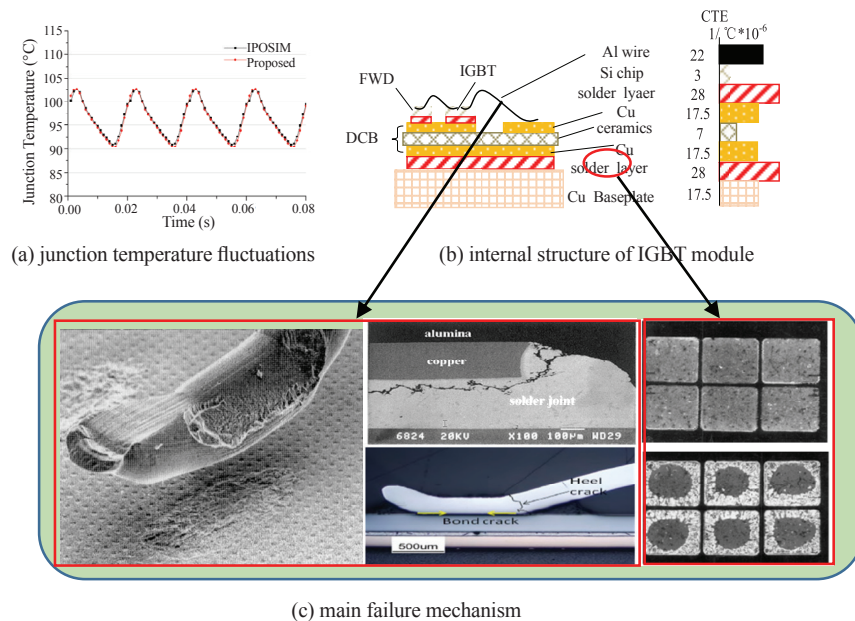 115
110
105
100
95
90
85
80
Junction Temperature (°C)
IPOSIM
Proposed
0.00
0.02
0.04
0.06
0.08
Time (s)
(a) junction temperature fluctuations
FWD
IGBT
DCB
Al wire
Si chip
solder lyaer
Cu
ceramics
Cu
solder layer
Cu Baseplate
CTE
1/ °C*10-6
22
3
28
17.5
7
17.5
28
17.5
(b) internal structure of IGBT module
alumina
copper
solder joint
6824 20KV X100 100µm WD29
Heel
crack
Bond crack
500um
(c) main failure mechanism